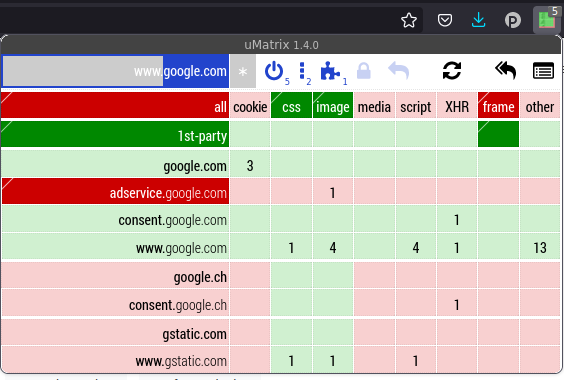 5
uMatrix 1.4.0
www.google.com * 5 2 1
all cookie css image media script XHR frame other
1st-party
google.com 3
adservice.google.com 1
consent.google.com 1
www.google.com 1 4 4 1 13
google.ch
consent.google.ch 1
gstatic.com
www.gstatic.com 1 1 1